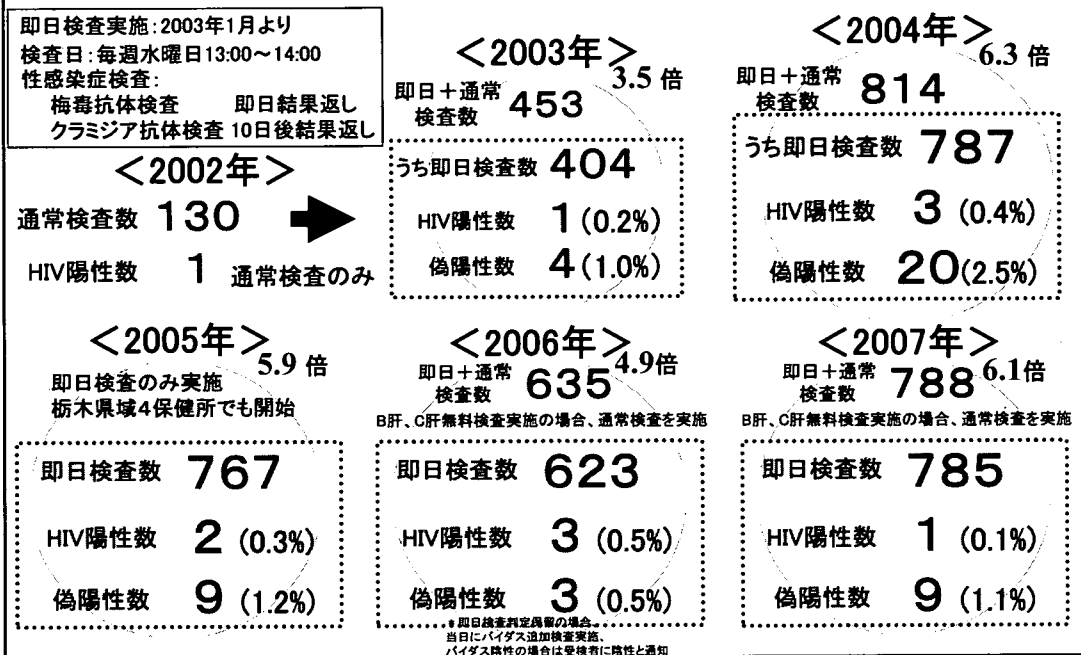 即日検査実施:2003年1月より
検査日:毎週水曜日13:00～14:00
性感染症検査:
梅毒抗体検査 即日結果返し
クラミジア抗体検査 10日後結果返し
＜2002年＞
通常検査数 130
HIV陽性数 1 通常検査のみ
＜2003年＞
3.5 倍
即日＋通常
検査数 453
うち即日検査数 404
HIV陽性数 1(0.2%)
偽陽性数 4(1.0%)
＜2004年＞
6.3 倍
即日＋通常
検査数 814
うち即日検査数 787
HIV陽性数 3 (0.4%)
偽陽性数 20(2.5%)
＜2005年＞
5.9 倍
即日検査のみ実施
栃木県域4保健所でも開始
即日検査数 767
HIV陽性数 2 (0.3%)
偽陽性数 9 (1.2%)
＜2006年＞
4.9倍
即日＋通常
検査数 635
B肝、C肝無料検査実施の場合、通常検査を実施
即日検査数 623
HIV陽性数 3 (0.5%)
偽陽性数 3 (0.5%)
*即日検査判定保留の場合、
当日にバイダス追加検査実施、
バイダス陰性の場合は受検者に陰性と通知
＜2007年＞
6.1倍
即日＋通常
検査数 788
B肝、C肝無料検査実施の場合、通常検査を実施
即日検査数 785
HIV陽性数 1 (0.1%)
偽陽性数 9 (1.1%)